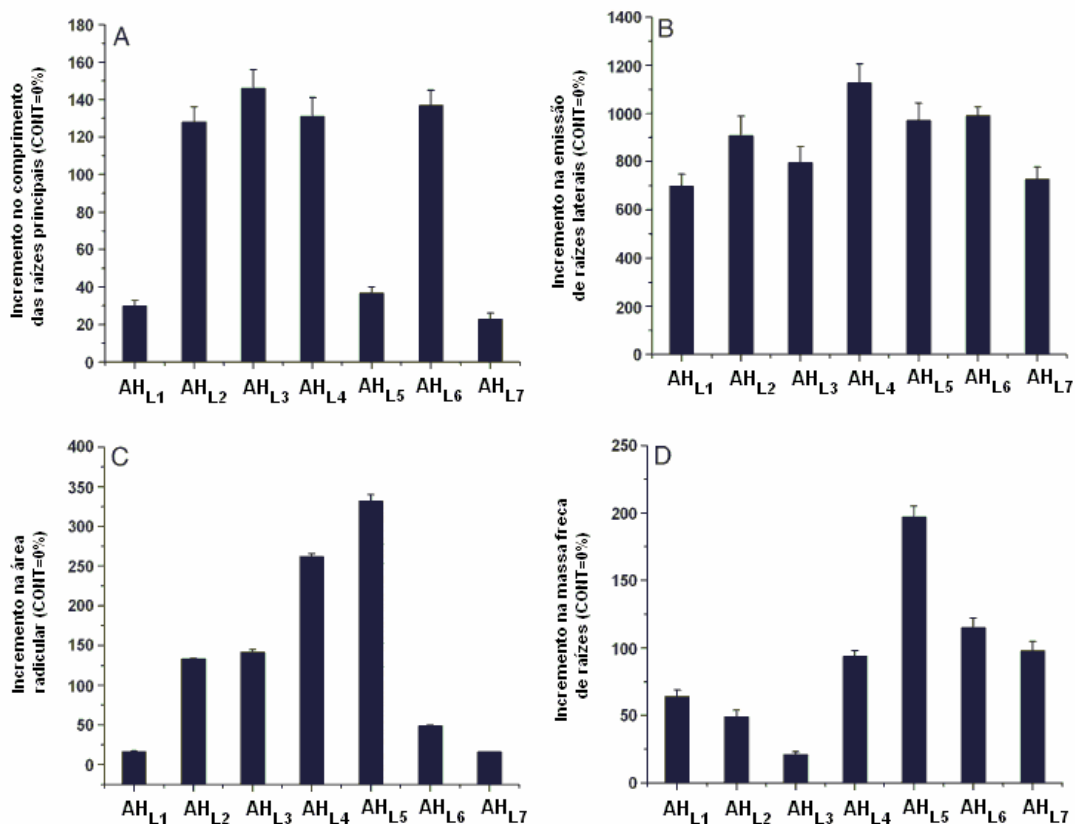 A
Incremento no comprimento
das raízes principais (CONT=0%)
180
160
140
120
100
80
60
40
20
0
AHL1 AHL2 AHL3 AHL4 AHL5 AHL6 AHL7
B
Incremento na emissão
de raízes laterais (CONT=0%)
1400
1200
1000
800
600
400
200
0
AHL1 AHL2 AHL3 AHL4 AHL5 AHL6 AHL7
C
Incremento na área
radicular (CONT=0%)
400
350
300
250
200
150
100
50
0
AHL1 AHL2 AHL3 AHL4 AHL5 AHL6 AHL7
D
Incremento na massa freca
de raízes (CONT=0%)
250
200
150
100
50
0
AHL1 AHL2 AHL3 AHL4 AHL5 AHL6 AHL7